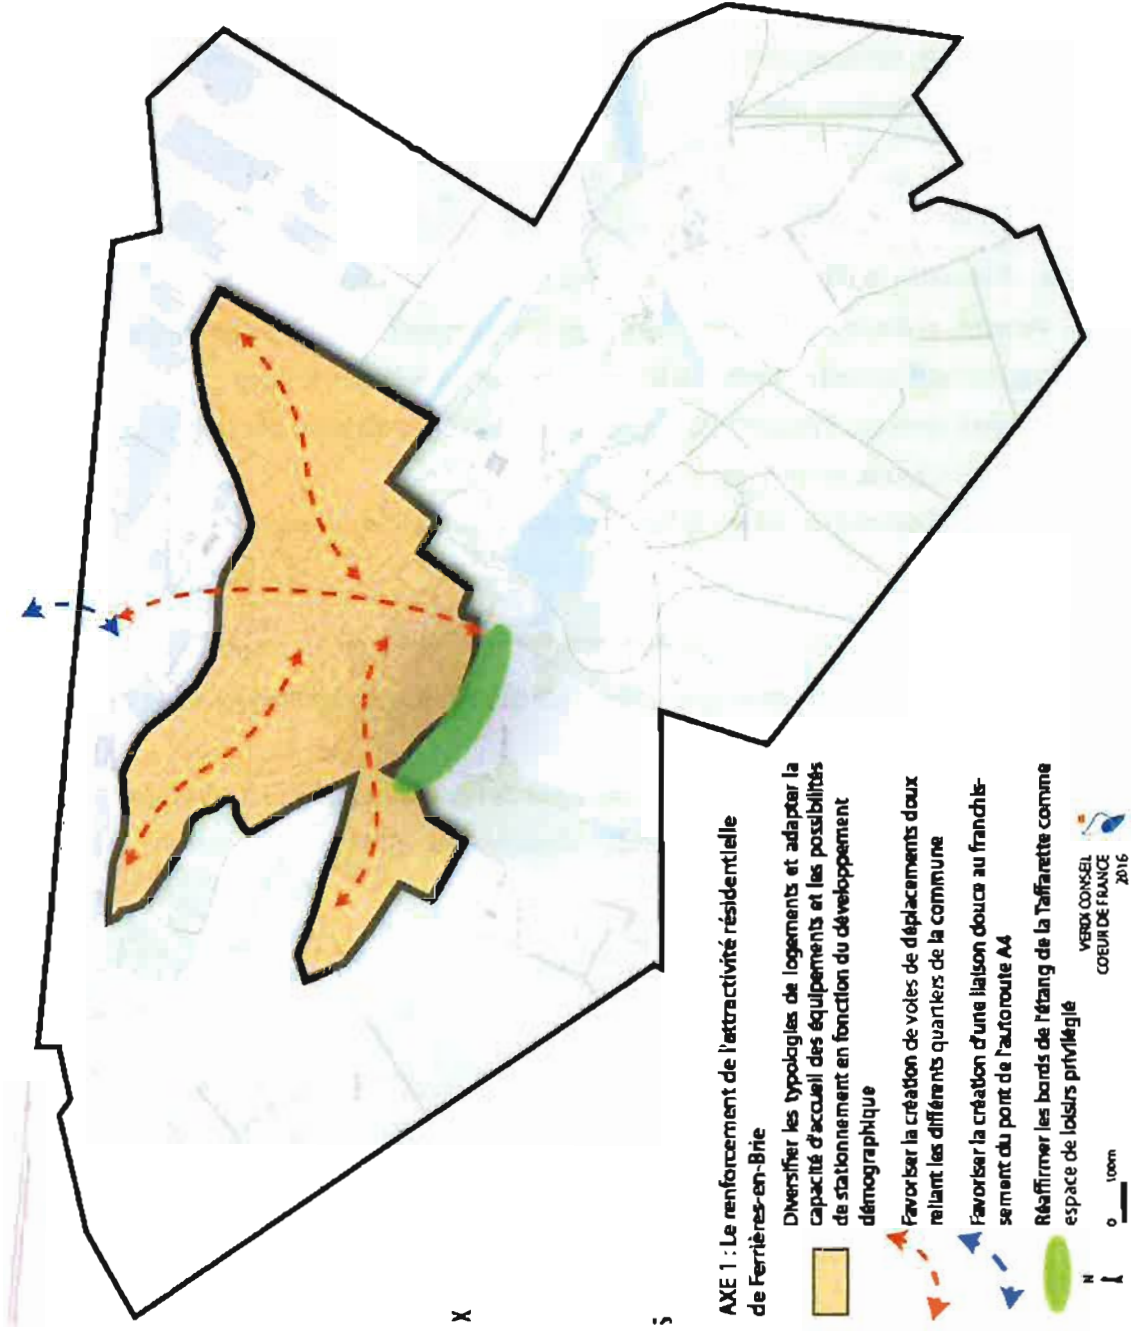 AXE 1 : Le renforcement de l'attractivité résidentielle
de Ferrières-en-Brie
Diversifier les typologies de logements et adapter la
capacité d'accueil des équipements et les possibilités
de stationnement en fonction du développement
démographique
Favoriser la création de voies de déplacements doux
reliant les différents quartiers de la commune
Favoriser la création d'une liaison douce au franchis-
sement du pont de l'autoroute A4
Réaffirmer les bords de l'étang de la Taffarette comme
espace de loisirs privilégié
N
0 100m
VERDI CONSEIL
COEUR DE FRANCE
2016
X